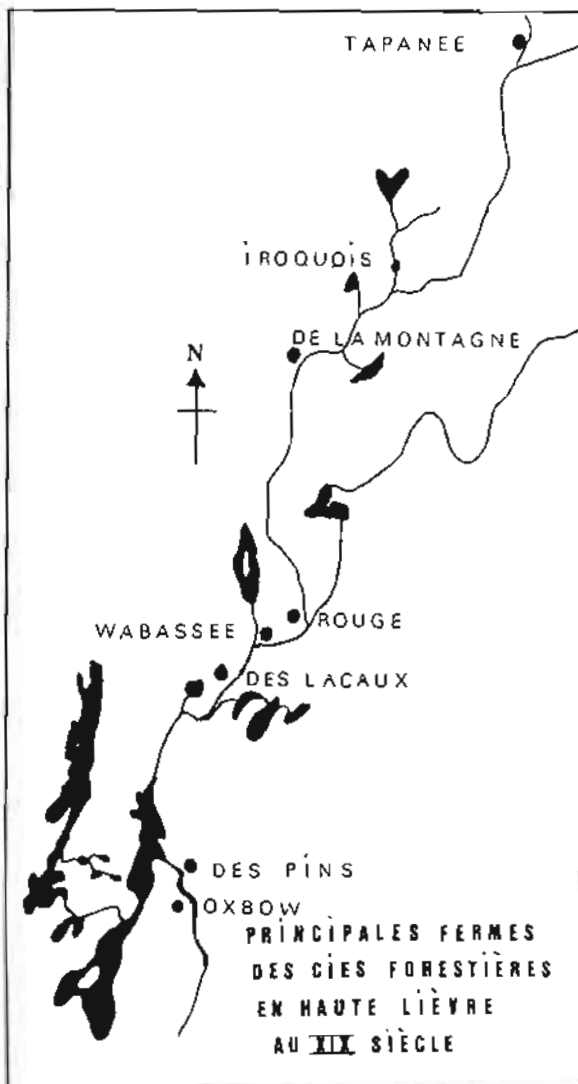 TAPANEE
iROQUOiS
DE LA MONTAGNE
N
ROUGE
WABASSEE
DES LACAUX
DES PINS
OXBOW
PRINCiPALES FERMES
DES CiES FORESTiÈRES
EN HAUTE LiÈVRE
AU XIX SiÈCLE